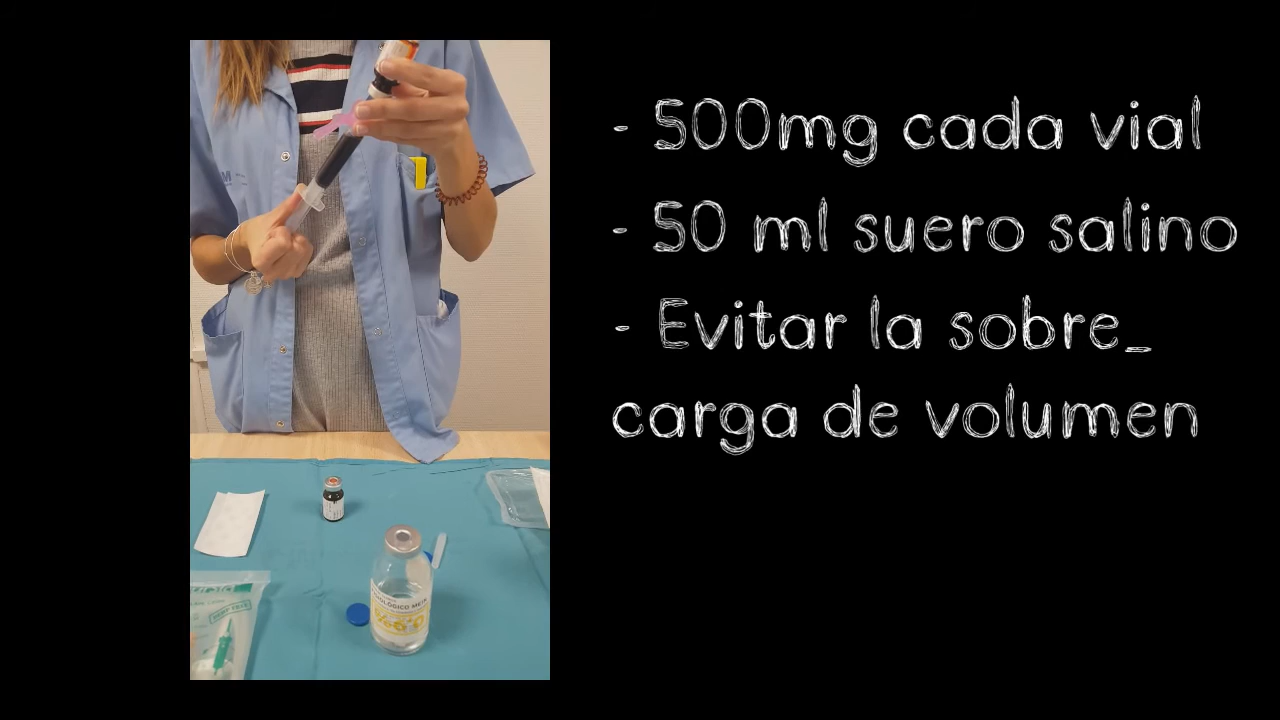 - 500mg cada vial
- 50 ml suero salino
- Evitar la sobre_
carga de volumen